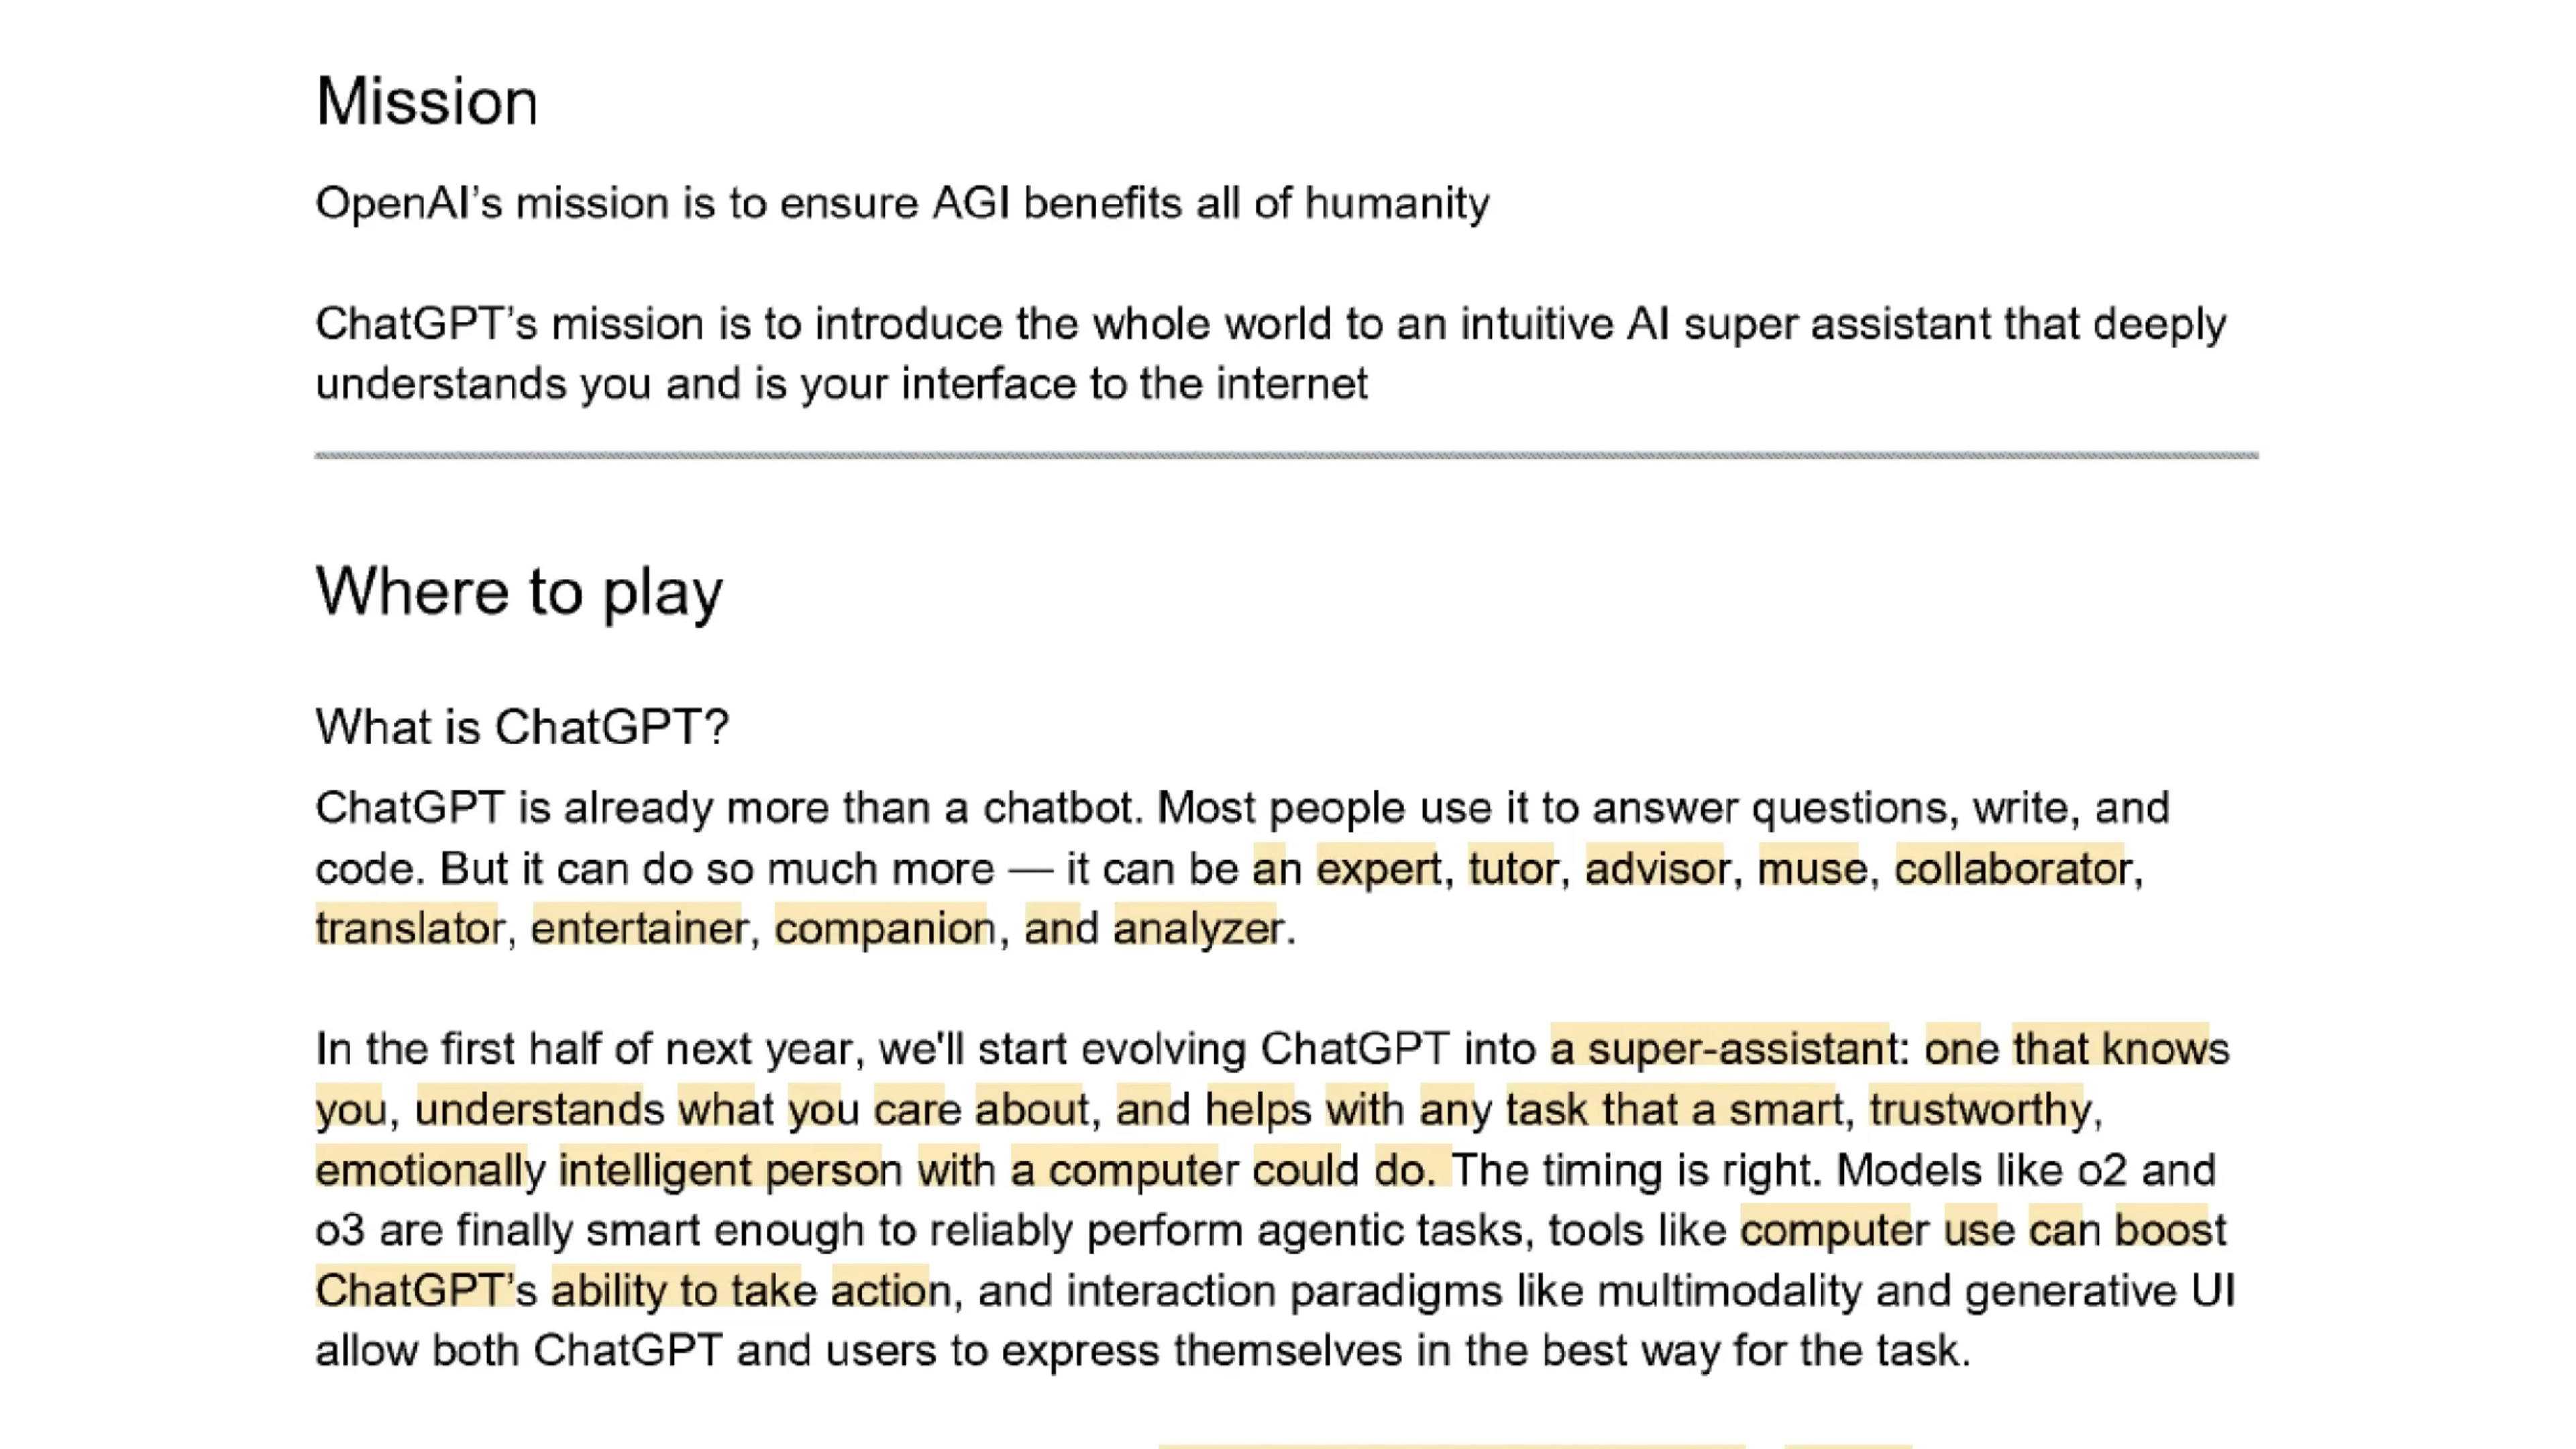 Mission
OpenAI’s mission is to ensure AGI benefits all of humanity
ChatGPT’s mission is to introduce the whole world to an intuitive AI super assistant that deeply
understands you and is your interface to the internet
Where to play
What is ChatGPT?
ChatGPT is already more than a chatbot. Most people use it to answer questions, write, and
code. But it can do so much more — it can be an expert, tutor, advisor, muse, collaborator,
translator, entertainer, companion, and analyzer.
In the first half of next year, we'll start evolving ChatGPT into a super-assistant: one that knows
you, understands what you care about, and helps with any task that a smart, trustworthy,
emotionally intelligent person with a computer could do. The timing is right. Models like o2 and
o3 are finally smart enough to reliably perform agentic tasks, tools like computer use can boost
ChatGPT’s ability to take action, and interaction paradigms like multimodality and generative UI
allow both ChatGPT and users to express themselves in the best way for the task.